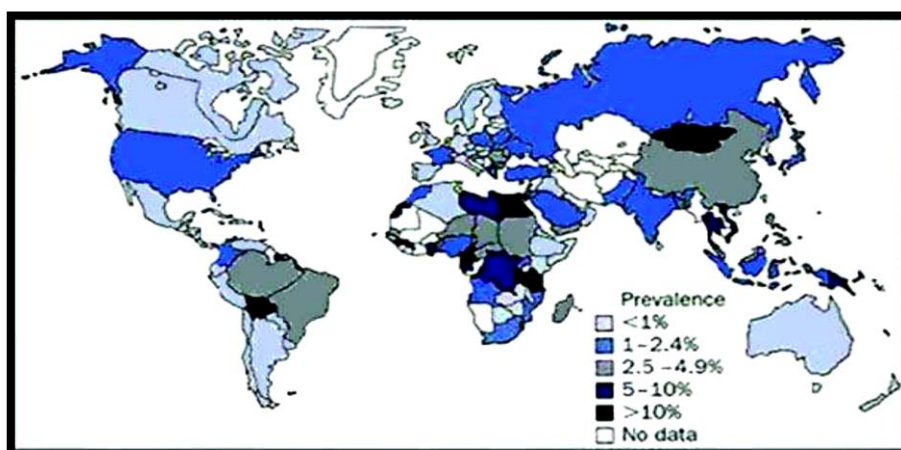 Prevalence
<1%
1–2.4%
2.5 –4.9%
5–10%
>10%
No data